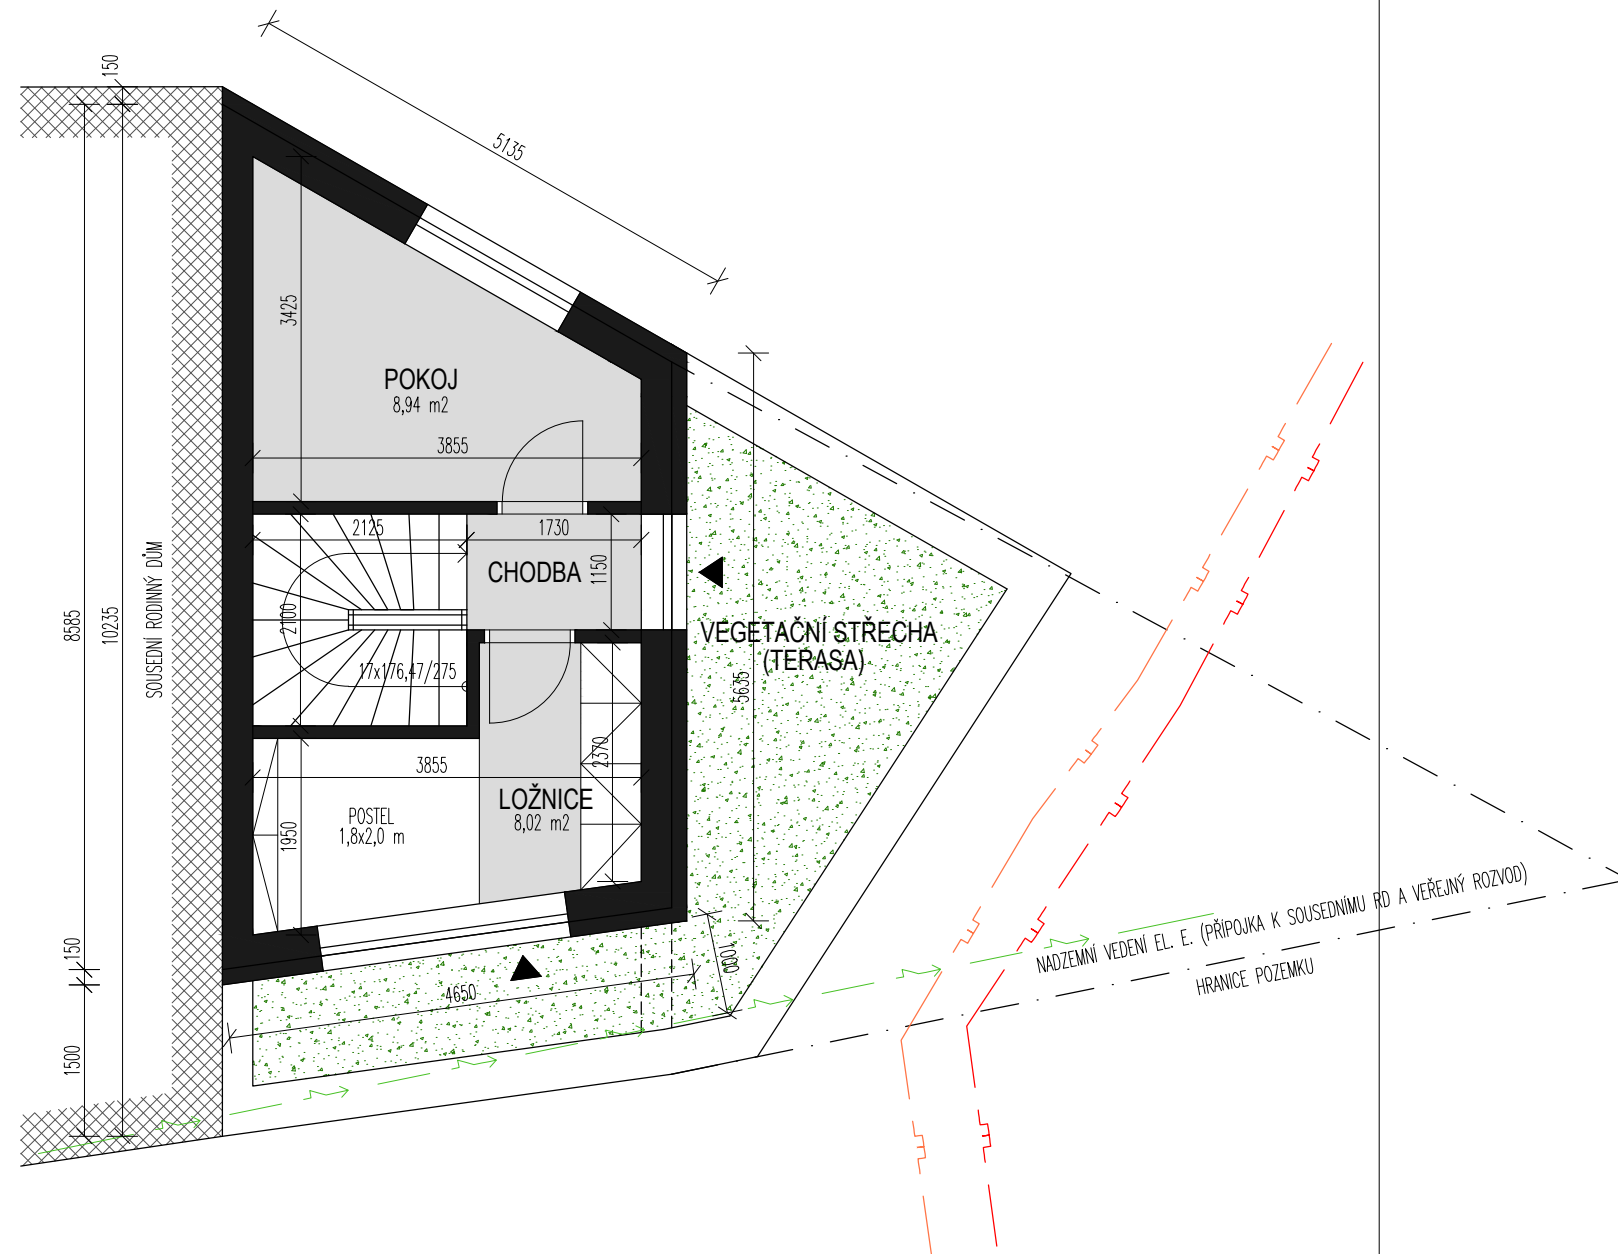 150
5135
3425
POKOJ
8,94 m2
3855
2125
1730
CHODBA
1150
2100
SOUSEDNÍ RODINNÝ DŮM
8585
10235
VEGETAČNÍ STŘECHA
(TERASA)
5635
17x176,47/275
2370
3855
LOŽNICE
8,02 m2
POSTEL
1,8x2,0 m
1950
150
1000
4650
1500
NADZEMNÍ VEDENÍ EL. E. (PŘÍPOJKA K SOUSEDNÍMU RD A VEŘEJNÝ ROZVOD)
HRANICE POZEMKU